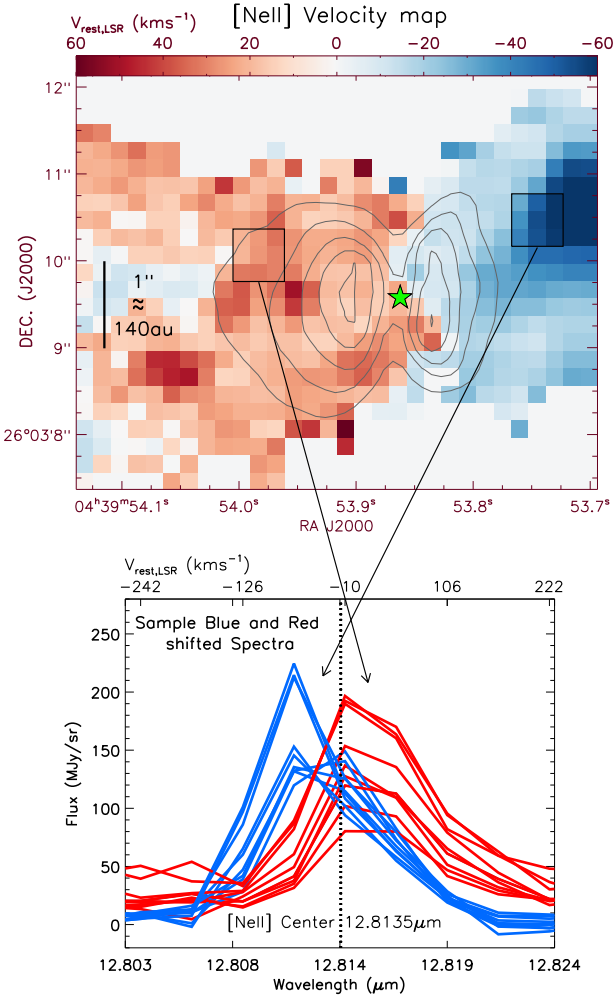 [NeII] Velocity map
V_rest,LSR (kms⁻¹)
60 40 20 0 −20 −40 −60
12''
11''
10''
9''
26°03'8''
DEC. (J2000)
1''
≈
140au
04ʰ39ᵐ54.1ˢ 54.0ˢ 53.9ˢ 53.8ˢ 53.7ˢ
RA J2000
V_rest,LSR (kms⁻¹)
−242 −126 −10 106 222
Sample Blue and Red
shifted Spectra
250
200
150
100
50
0
Flux (MJy/sr)
[NeII] Center 12.8135μm
12.803 12.808 12.814 12.819 12.824
Wavelength (μm)